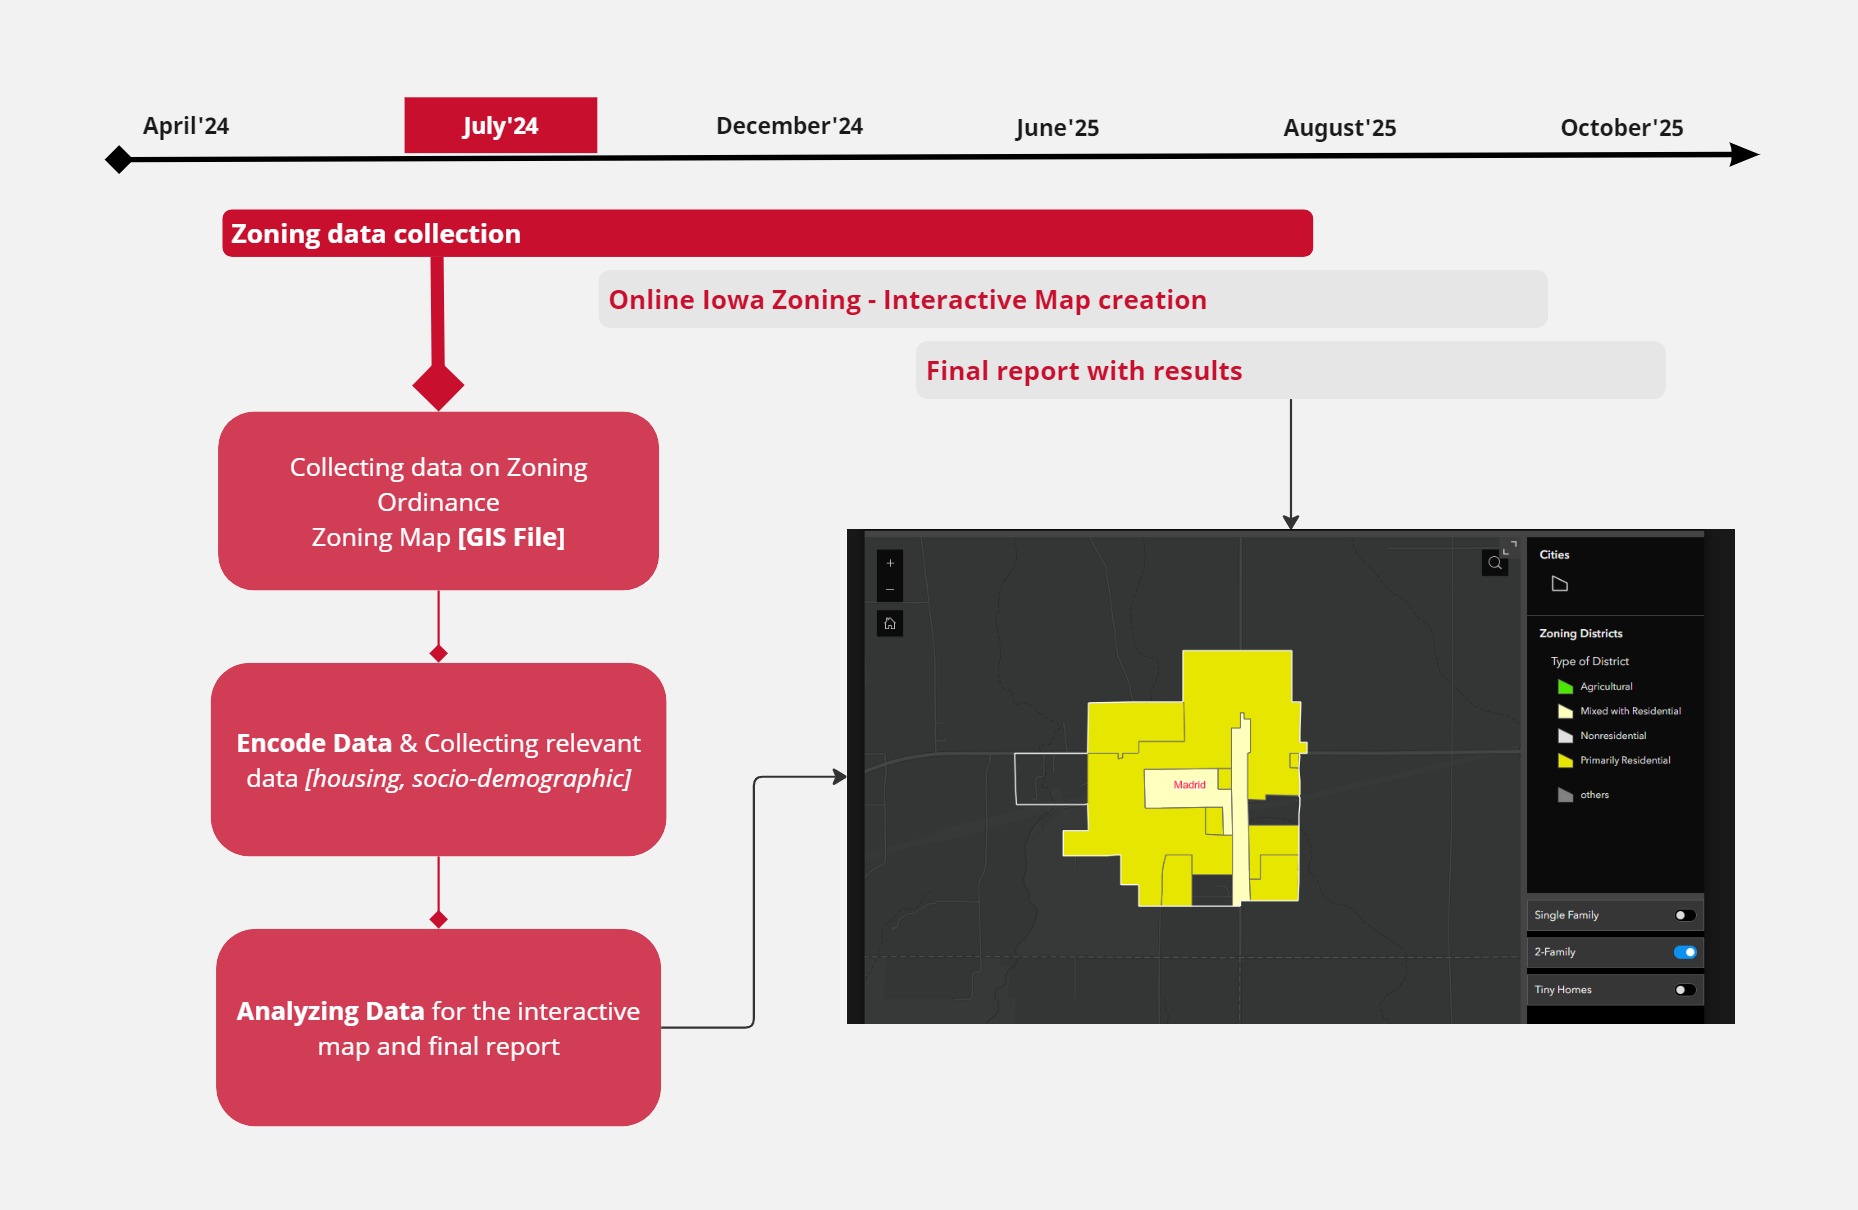 April'24
July'24
December'24
June'25
August'25
October'25
Zoning data collection
Online Iowa Zoning - Interactive Map creation
Final report with results
Collecting data on Zoning
Ordinance
Zoning Map [GIS File]
Encode Data & Collecting relevant
data [housing, socio-demographic]
Analyzing Data for the interactive
map and final report
Madrid
Cities
Zoning Districts
Type of District
Agricultural
Mixed with Residential
Nonresidential
Primarily Residential
others
Single Family
2-Family
Tiny Homes